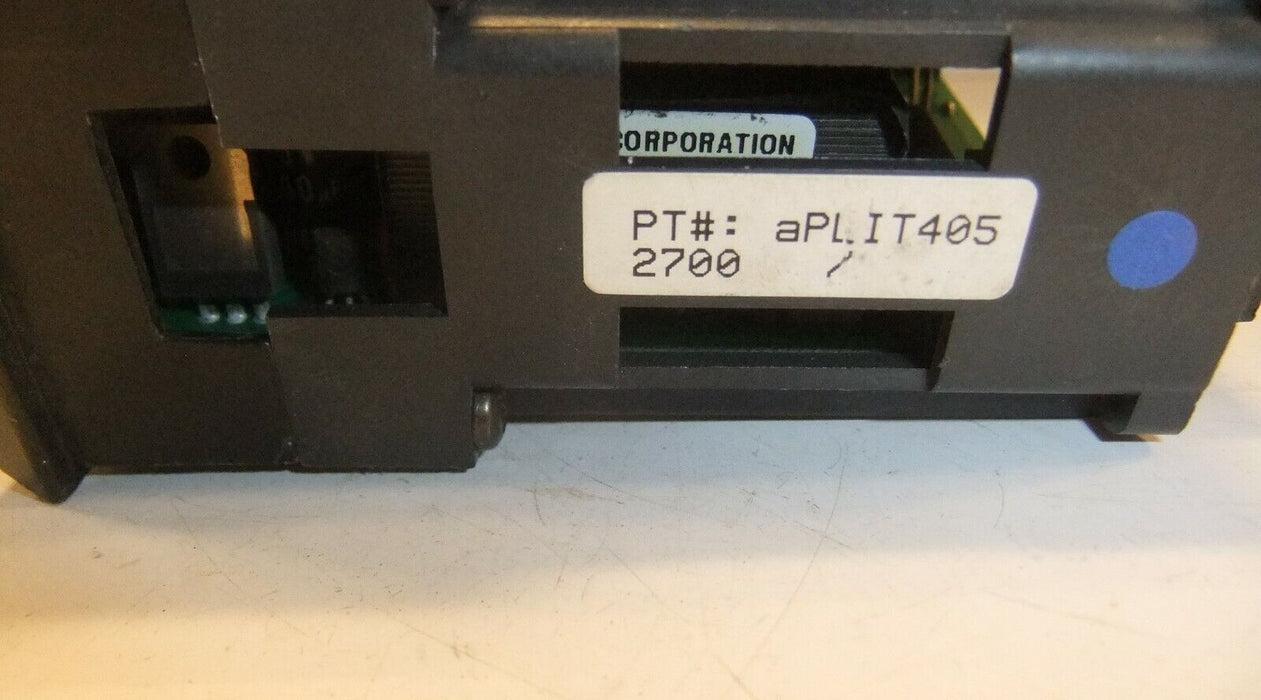 CORPORATION
PT#: aPLIT405
2700 /